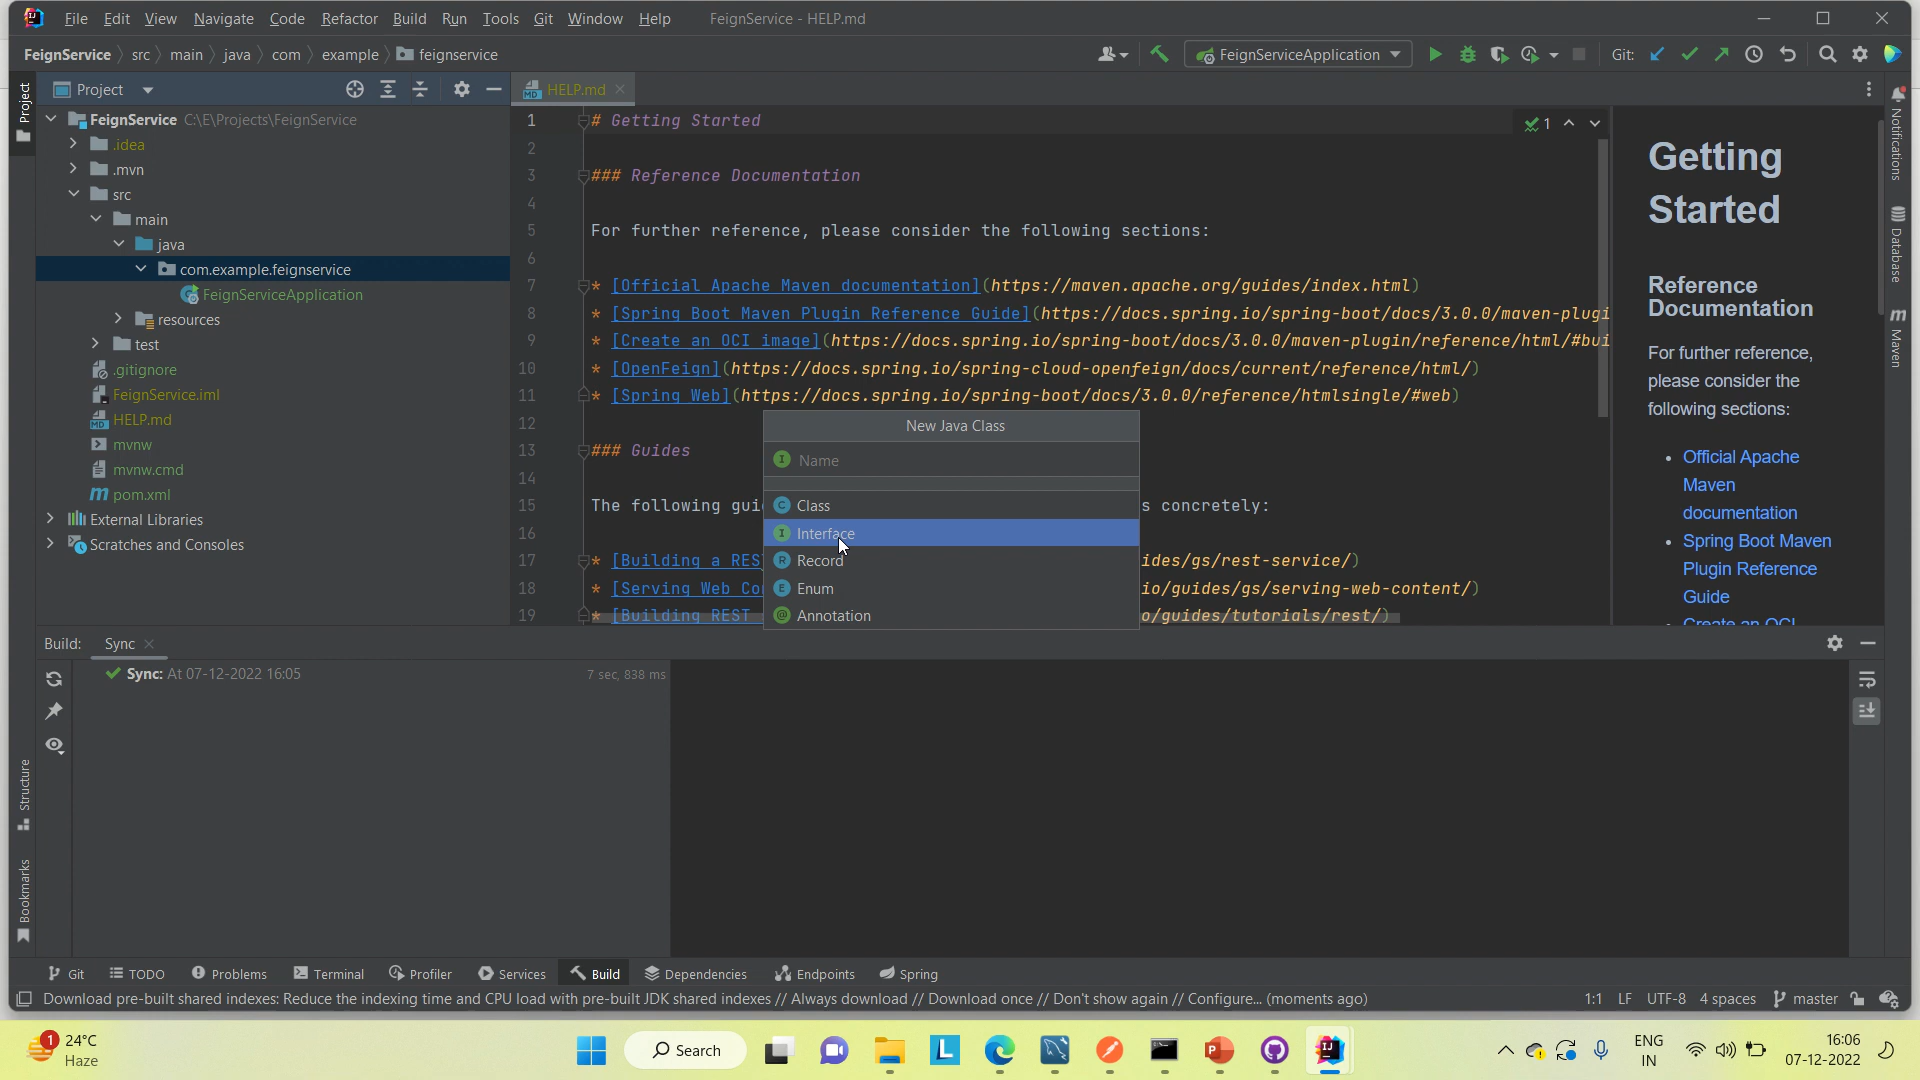 File Edit View Navigate Code Refactor Build Run Tools Git Window Help FeignService - HELP.md
FeignService src main java com example feignservice FeignServiceApplication Git:
Project
Project
HELP.md
FeignService C:\E\Projects\FeignService
.idea
.mvn
src
main
java
com.example.feignservice
FeignServiceApplication
resources
test
.gitignore
FeignService.iml
HELP.md
mvnw
mvnw.cmd
pom.xml
External Libraries
Scratches and Consoles
1 # Getting Started
2
3 ### Reference Documentation
4
5 For further reference, please consider the following sections:
6
7 * [Official Apache Maven documentation](https://maven.apache.org/guides/index.html)
8 * [Spring Boot Maven Plugin Reference Guide](https://docs.spring.io/spring-boot/docs/3.0.0/maven-plugi
9 * [Create an OCI image](https://docs.spring.io/spring-boot/docs/3.0.0/maven-plugin/reference/html/#bui
10 * [OpenFeign](https://docs.spring.io/spring-cloud-openfeign/docs/current/reference/html/)
11 * [Spring Web](https://docs.spring.io/spring-boot/docs/3.0.0/reference/htmlsingle/#web)
12
13 ### Guides
14
15 The following gui s concretely:
16
17 * [Building a RES ides/gs/rest-service/)
18 * [Serving Web Co io/guides/gs/serving-web-content/)
19 * [Building REST o/guides/tutorials/rest/)
1
New Java Class
Name
Class
Interface
Record
Enum
Annotation
Getting
Started
Reference
Documentation
For further reference,
please consider the
following sections:
Official Apache
Maven
documentation
Spring Boot Maven
Plugin Reference
Guide
Create an OCI
Notifications
Database
Maven
m
Build: Sync
Sync: At 07-12-2022 16:05 7 sec, 838 ms
Structure
Bookmarks
Git TODO Problems Terminal Profiler Services Build Dependencies Endpoints Spring
Download pre-built shared indexes: Reduce the indexing time and CPU load with pre-built JDK shared indexes // Always download // Download once // Don't show again // Configure... (moments ago) 1:1 LF UTF-8 4 spaces master
1
24°C
Haze
Search
ENG
IN
16:06
07-12-2022